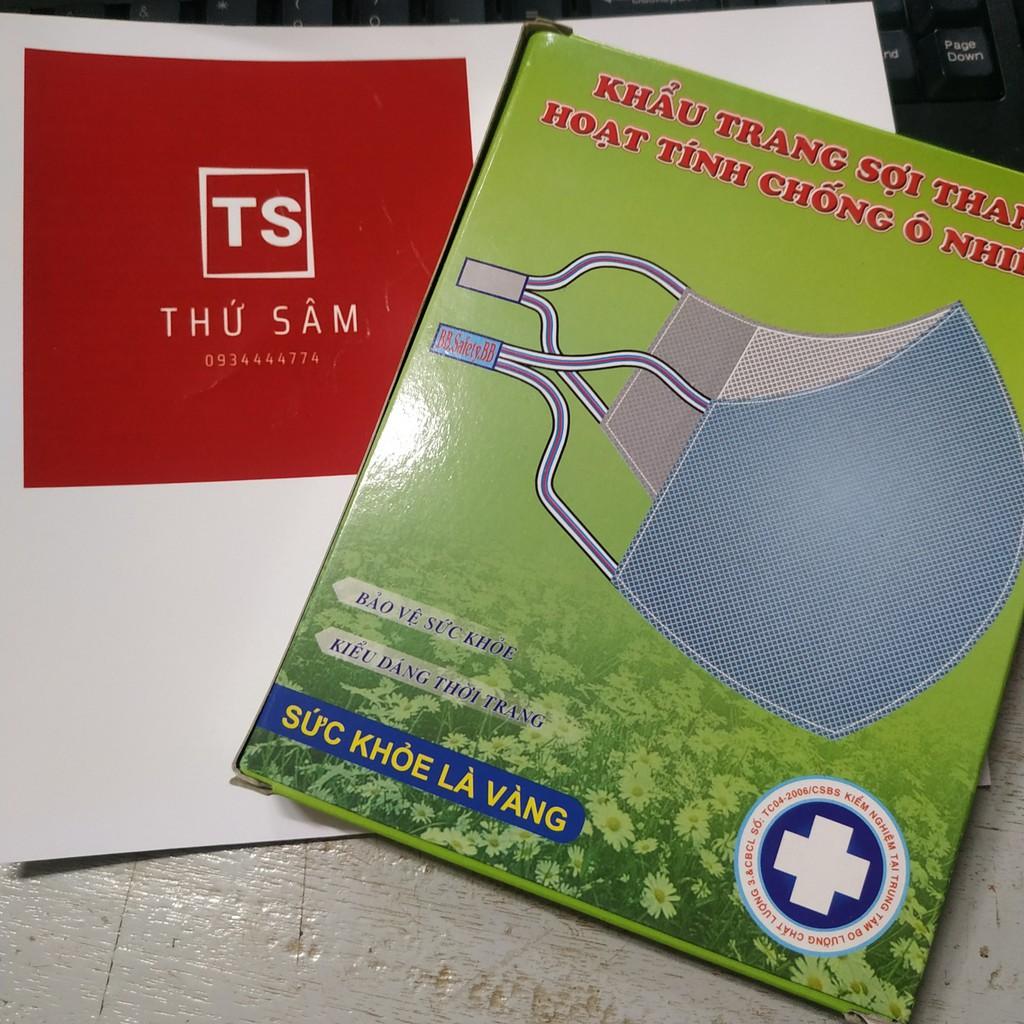 Page
Down
TS
THỨ SÂM
0934444774
KHẨU TRANG SỢI THAN
HOẠT TÍNH CHỐNG Ô
BB.Safety.BB
BẢO VỆ SỨC KHỎE
KIỂU DÁNG THỜI TRANG
SỨC KHỎE LÀ VÀNG
3.&CBCL SỐ: TC04-2006/CSBS KIỂM NGHIỆM TẠI TRUNG TÂM ĐO LƯỜNG CHẤT LƯỢNG